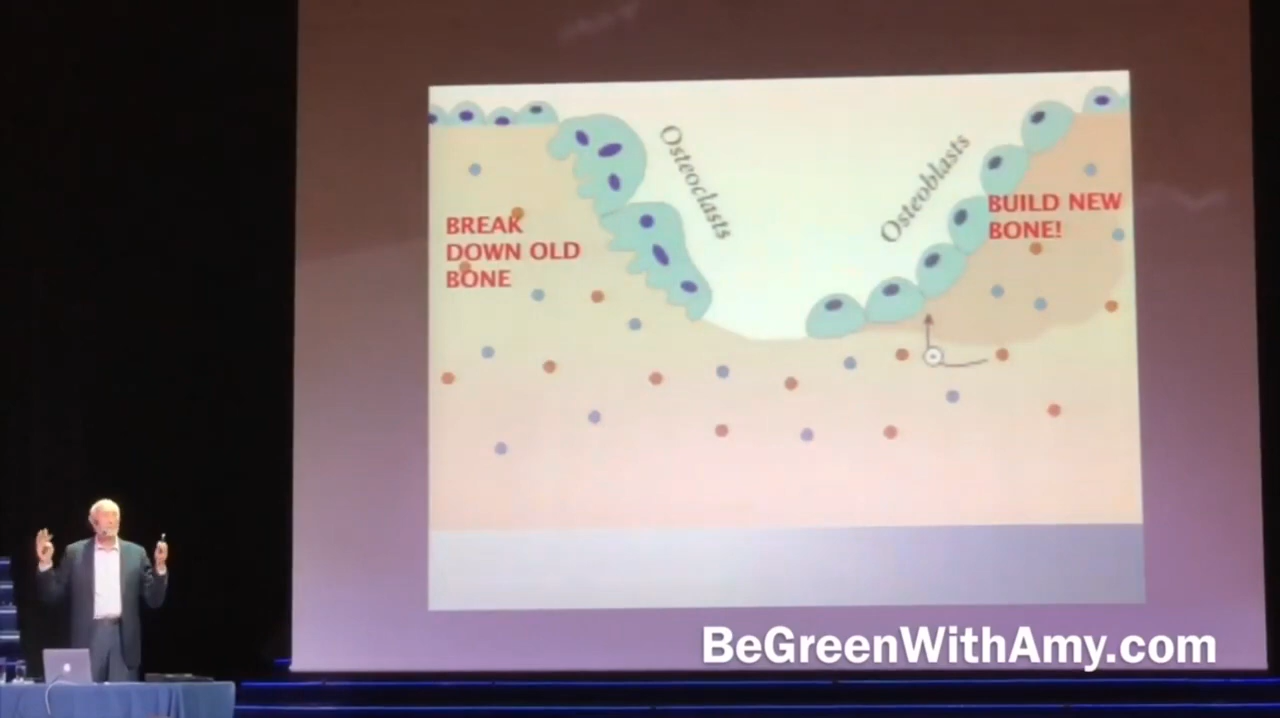 Osteoclasts
Osteoblasts
BREAK
DOWN OLD
BONE
BUILD NEW
BONE!
BeGreenWithAmy.com